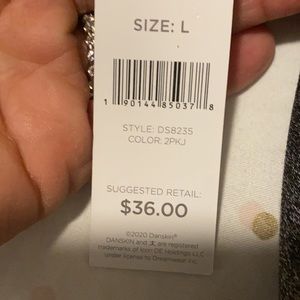 SIZE: L
1 90144 85037 8
STYLE: DS8235
COLOR: 2PKJ
SUGGESTED RETAIL:
$36.00
©2020 Danskin®
DANSKIN and are registered
trademarks of Icon DE Holdings LLC
under license to Dreamwear Inc.